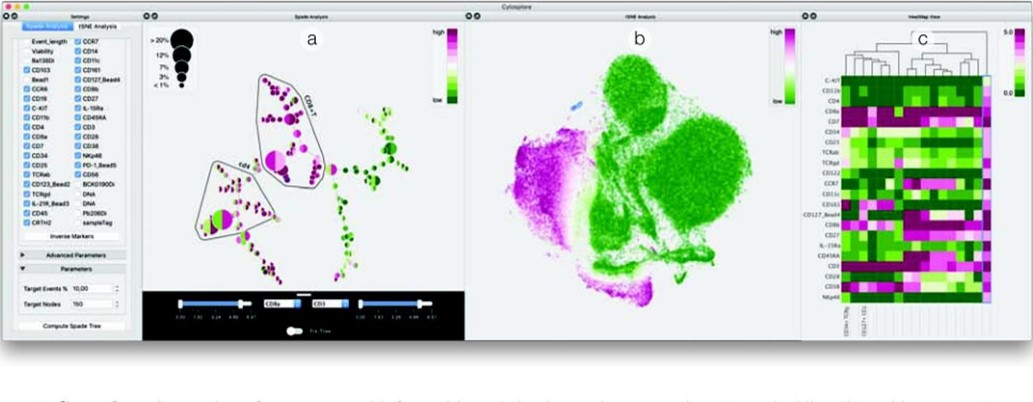 Cytosplore
Settings
Spade Analysis
tSNE Analysis
HeatMap View
Spade Analysis tSNE Analysis
Event_length CCR7
Viability CD14
Ba138Di CD11c
CD103 CD161
Bead1 CD127_Bead4
CCR6 CD8b
CD19 CD27
C-KIT IL-15Ra
CD11b CD45RA
CD4 CD3
CD8a CD28
CD7 CD38
CD34 NKp46
CD25 PD-1_Bead5
TCRab CD56
CD123_Bead2 BCK0190Di
TCRgd DNA
IL-21R_Bead3 DNA
CD45 Pb208Di
CRTH2 sampleTag
Inverse Markers
Advanced Parameters
Parameters
Target Events % 10,00
Target Nodes 150
Compute Spade Tree
a
> 20%
12%
7%
3%
< 1%
high
low
CD8+T
cd4
CD8a CD3
Fix Tree
b
high
low
c
5.0
0.0
C-KIT
CD11b
CD4
CD8a
CD7
CD34
CD25
TCRab
TCRgd
CD122
CCR7
CD11c
CD161
CD127_Bead4
CD8b
CD27
IL-15Ra
CD45RA
CD3
CD28
CD38
NKp46